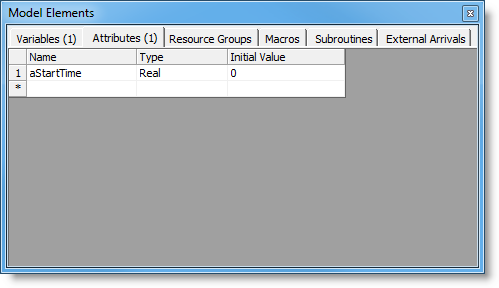 Model Elements
Variables (1) Attributes (1) Resource Groups Macros Subroutines External Arrivals
Name Type Initial Value
1 aStartTime Real 0
*